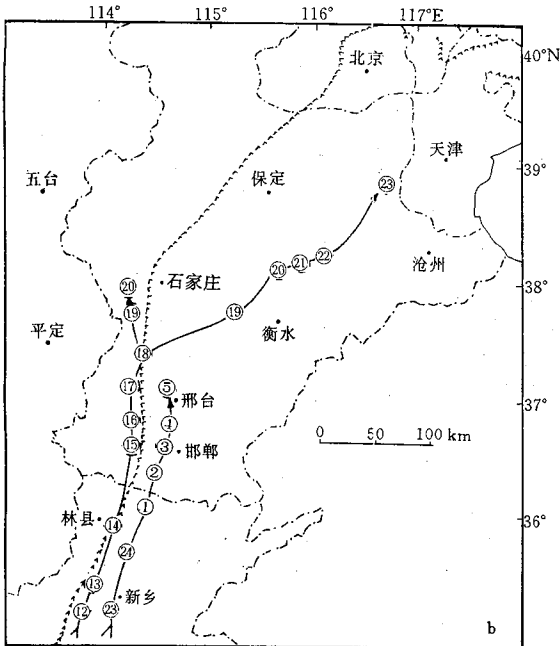 114° 115° 116° 117°E
北京
40°N
天津
39°
五台
保定
㉓
沧州
38°
⑳ 石家庄
⑳ ㉑ ㉒
⑲
⑲
衡水
平定
⑱
⑰ ⑤
邢台
37°
⑯ ④
⑮ ③ 邯郸
0 50 100 km
②
①
林县
⑭
36°
㉔
⑬
新乡
⑫ ㉓
b